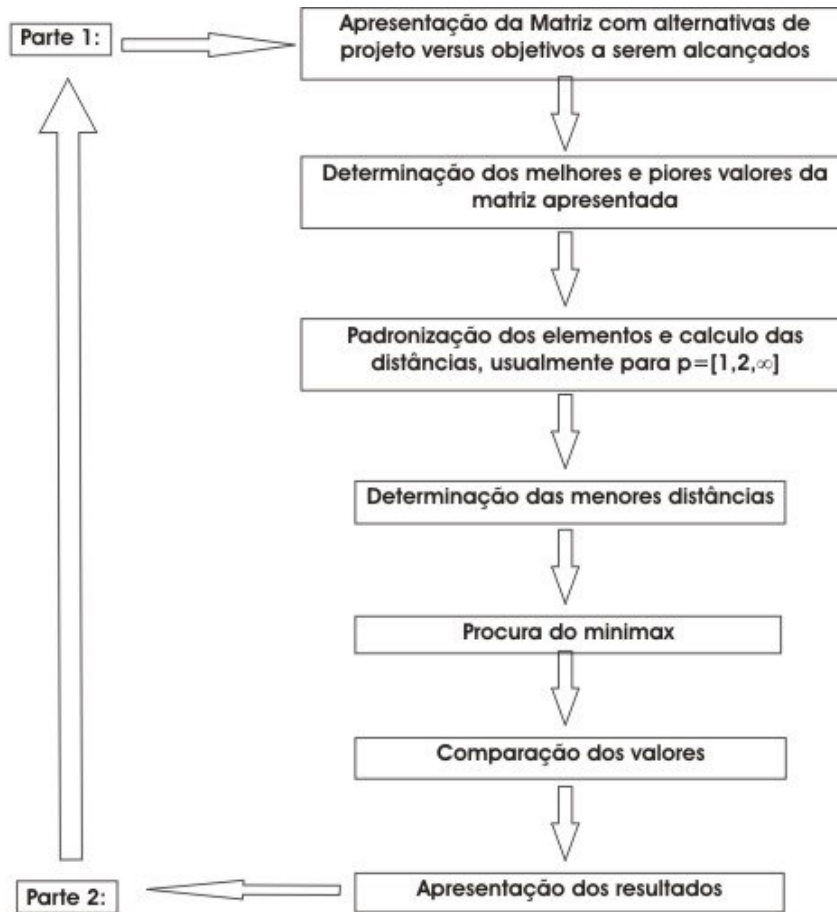 Parte 1:
Apresentação da Matriz com alternativas de
projeto versus objetivos a serem alcançados
Determinação dos melhores e piores valores da
matriz apresentada
Padronização dos elementos e calculo das
distâncias, usualmente para p=[1,2,∞]
Determinação das menores distâncias
Procura do minimax
Comparação dos valores
Apresentação dos resultados
Parte 2: